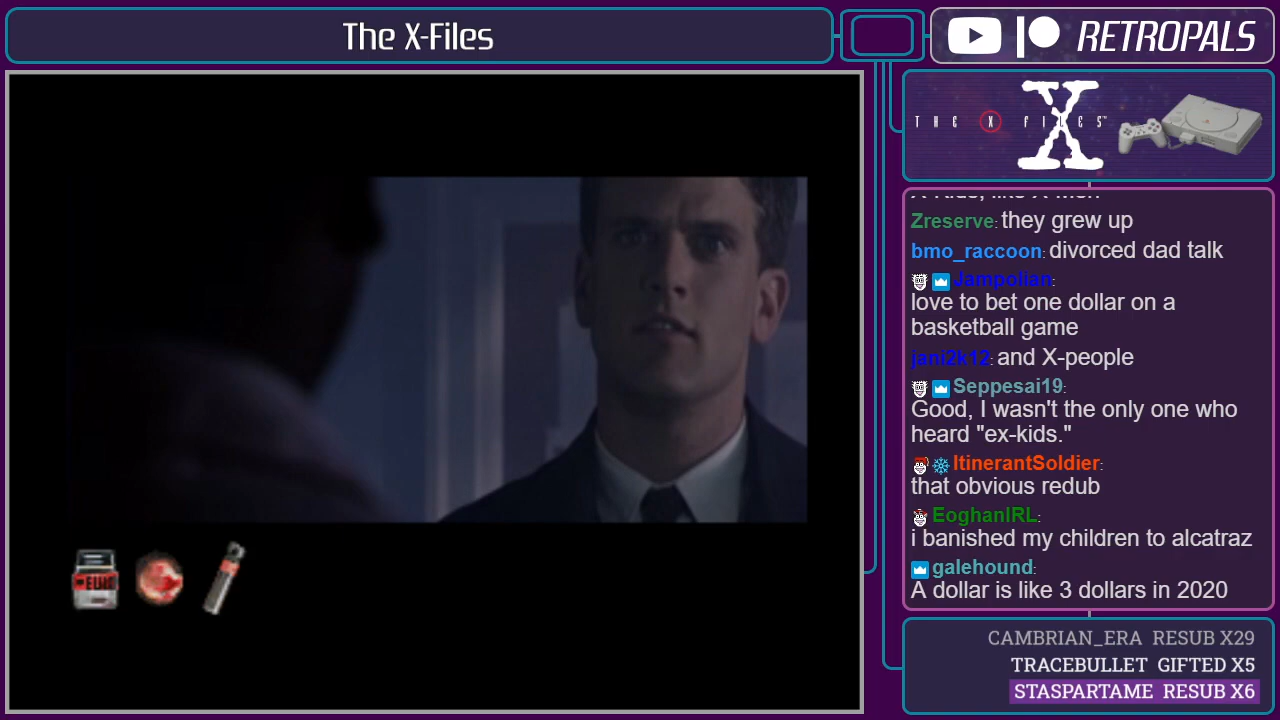 The X-Files
RETROPALS
THE X FILES™
Zreserve: they grew up
bmo_raccoon: divorced dad talk
Jampolian:
love to bet one dollar on a
basketball game
jani2k12: and X-people
Seppesai19:
Good, I wasn't the only one who
heard "ex-kids."
ItinerantSoldier:
that obvious redub
EoghanIRL:
i banished my children to alcatraz
galehound:
A dollar is like 3 dollars in 2020
CAMBRIAN_ERA RESUB X29
TRACEBULLET GIFTED X5
STASPARTAME RESUB X6